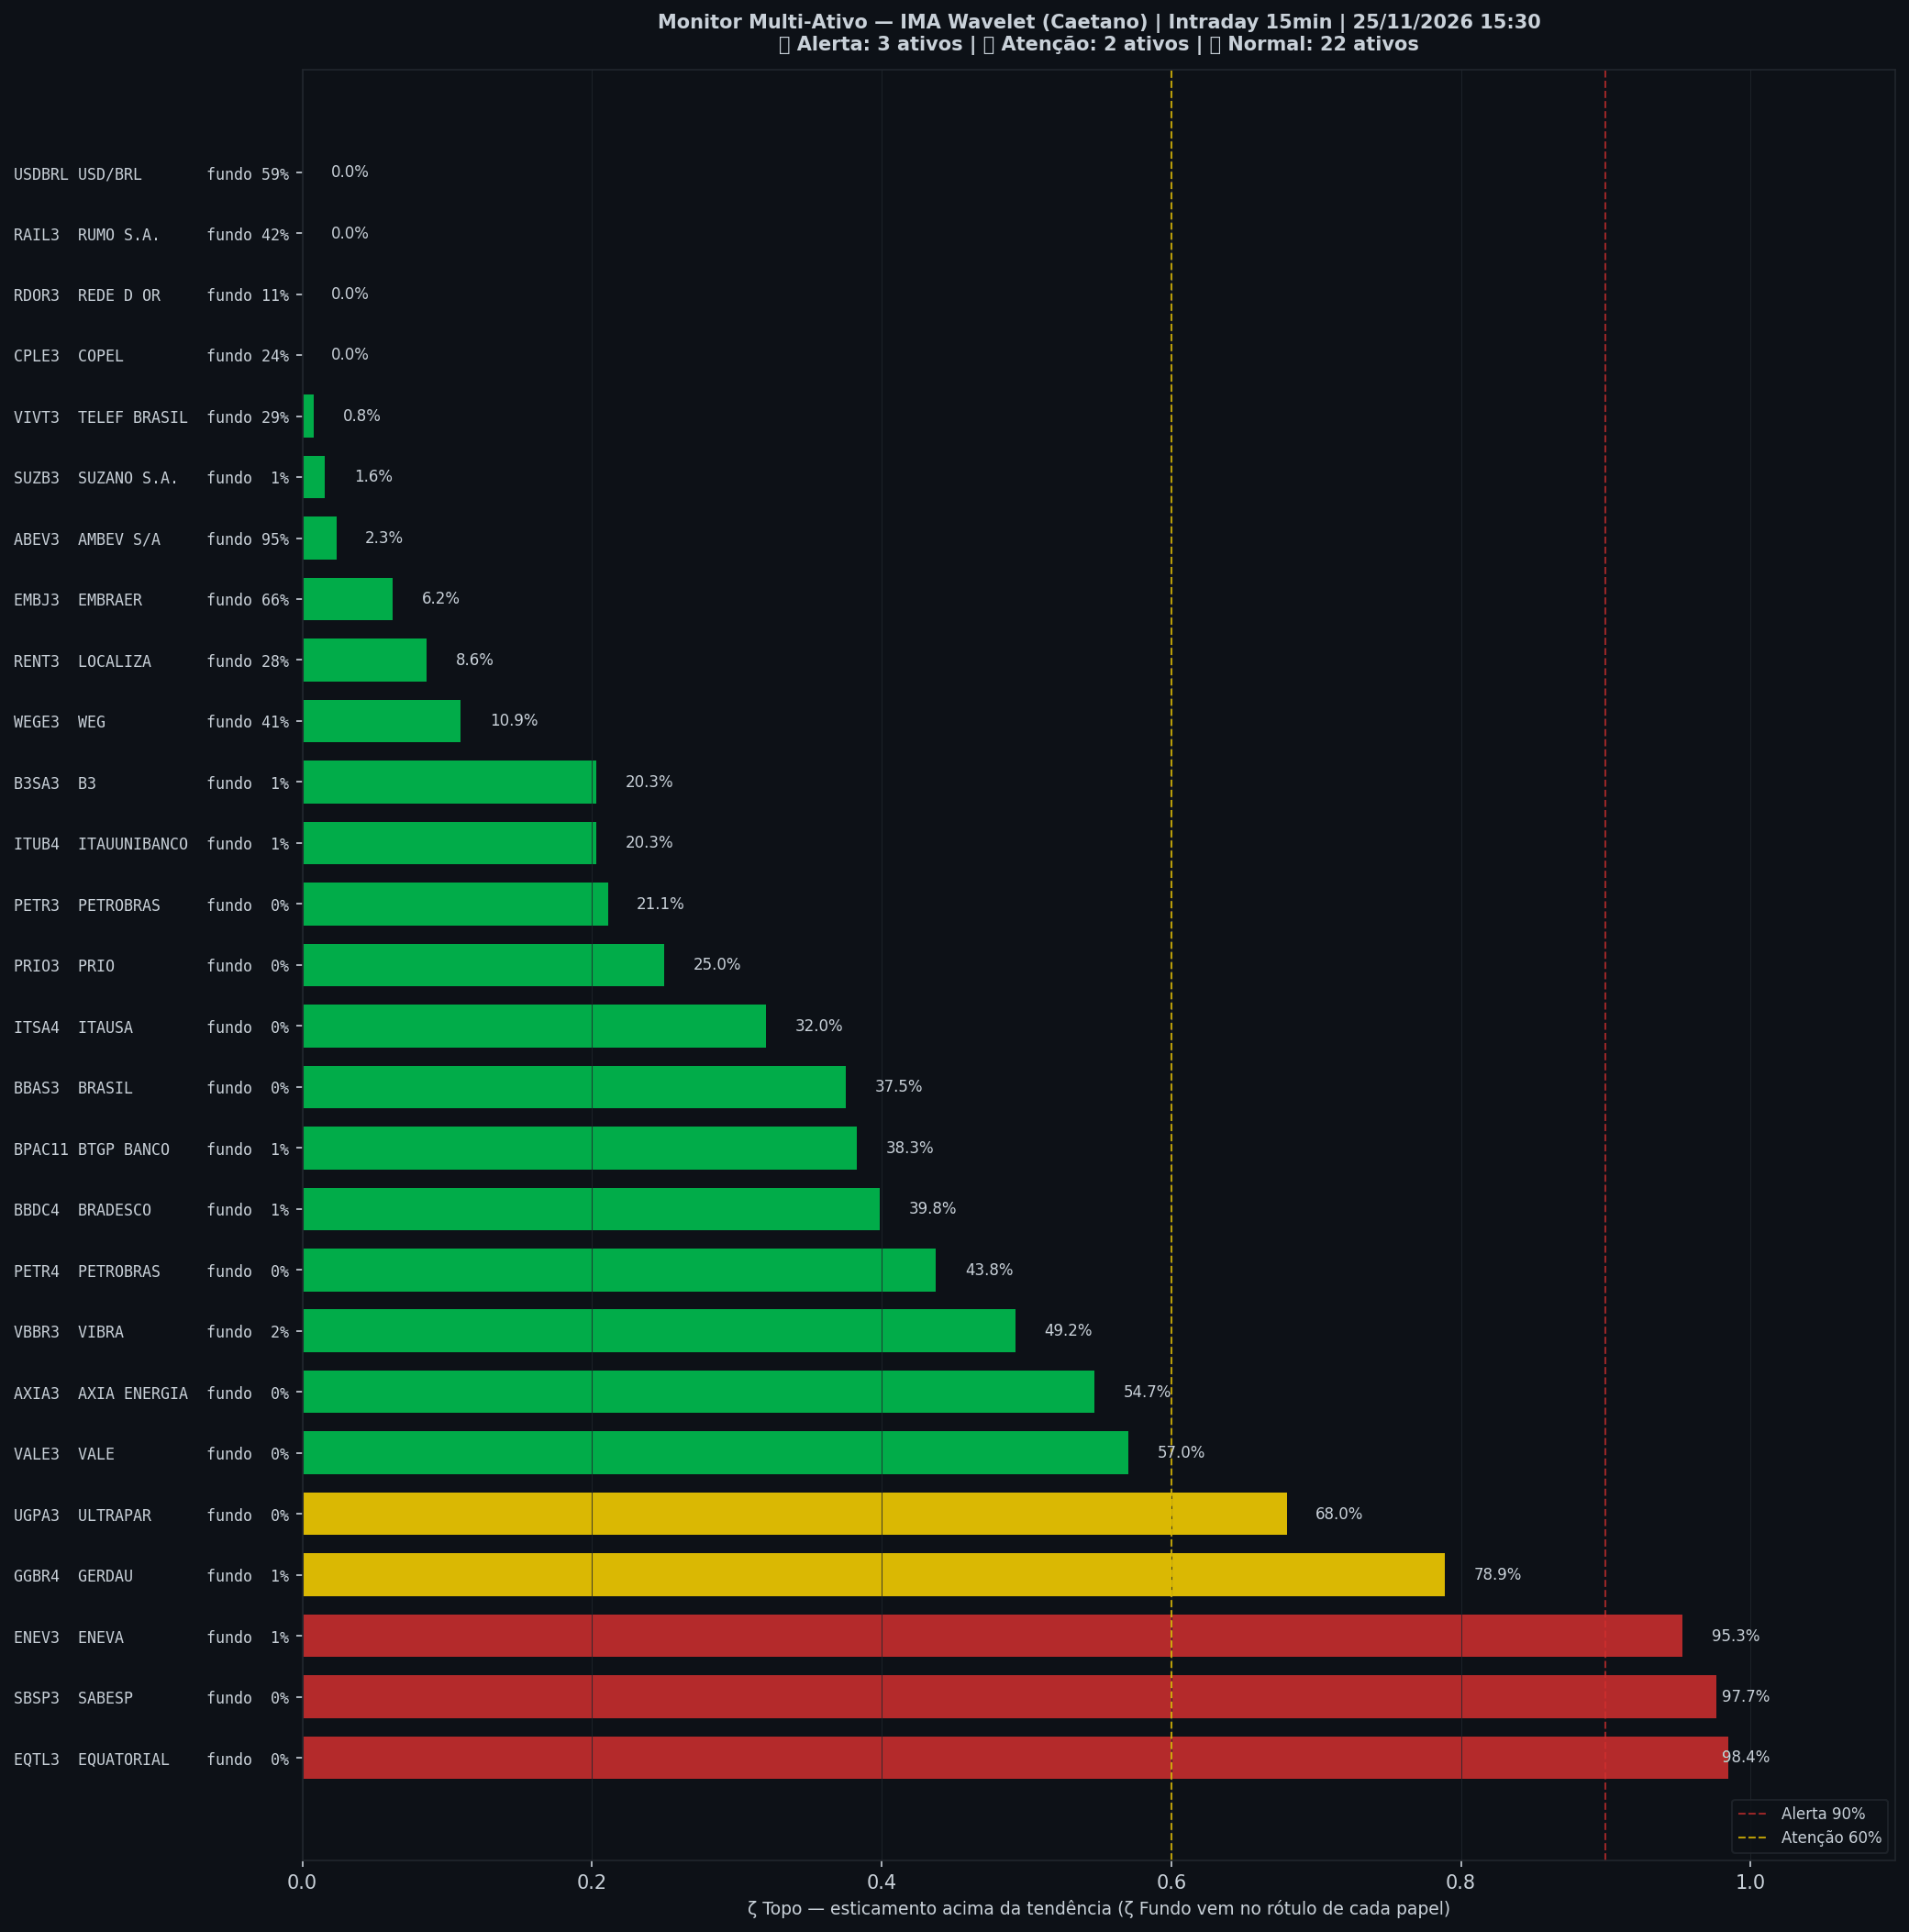 Monitor Multi-Ativo — IMA Wavelet (Caetano) | Intraday 15min | 25/11/2026 15:30
▯ Alerta: 3 ativos | ▯ Atenção: 2 ativos | ▯ Normal: 22 ativos
USDBRL USD/BRL fundo 59% 0.0%
RAIL3 RUMO S.A. fundo 42% 0.0%
RDOR3 REDE D OR fundo 11% 0.0%
CPLE3 COPEL fundo 24% 0.0%
VIVT3 TELEF BRASIL fundo 29% 0.8%
SUZB3 SUZANO S.A. fundo 1% 1.6%
ABEV3 AMBEV S/A fundo 95% 2.3%
EMBJ3 EMBRAER fundo 66% 6.2%
RENT3 LOCALIZA fundo 28% 8.6%
WEGE3 WEG fundo 41% 10.9%
B3SA3 B3 fundo 1% 20.3%
ITUB4 ITAUUNIBANCO fundo 1% 20.3%
PETR3 PETROBRAS fundo 0% 21.1%
PRIO3 PRIO fundo 0% 25.0%
ITSA4 ITAUSA fundo 0% 32.0%
BBAS3 BRASIL fundo 0% 37.5%
BPAC11 BTGP BANCO fundo 1% 38.3%
BBDC4 BRADESCO fundo 1% 39.8%
PETR4 PETROBRAS fundo 0% 43.8%
VBBR3 VIBRA fundo 2% 49.2%
AXIA3 AXIA ENERGIA fundo 0% 54.7%
VALE3 VALE fundo 0% 57.0%
UGPA3 ULTRAPAR fundo 0% 68.0%
GGBR4 GERDAU fundo 1% 78.9%
ENEV3 ENEVA fundo 1% 95.3%
SBSP3 SABESP fundo 0% 97.7%
EQTL3 EQUATORIAL fundo 0% 98.4%
Alerta 90%
Atenção 60%
0.0 0.2 0.4 0.6 0.8 1.0
ζ Topo — esticamento acima da tendência (ζ Fundo vem no rótulo de cada papel)